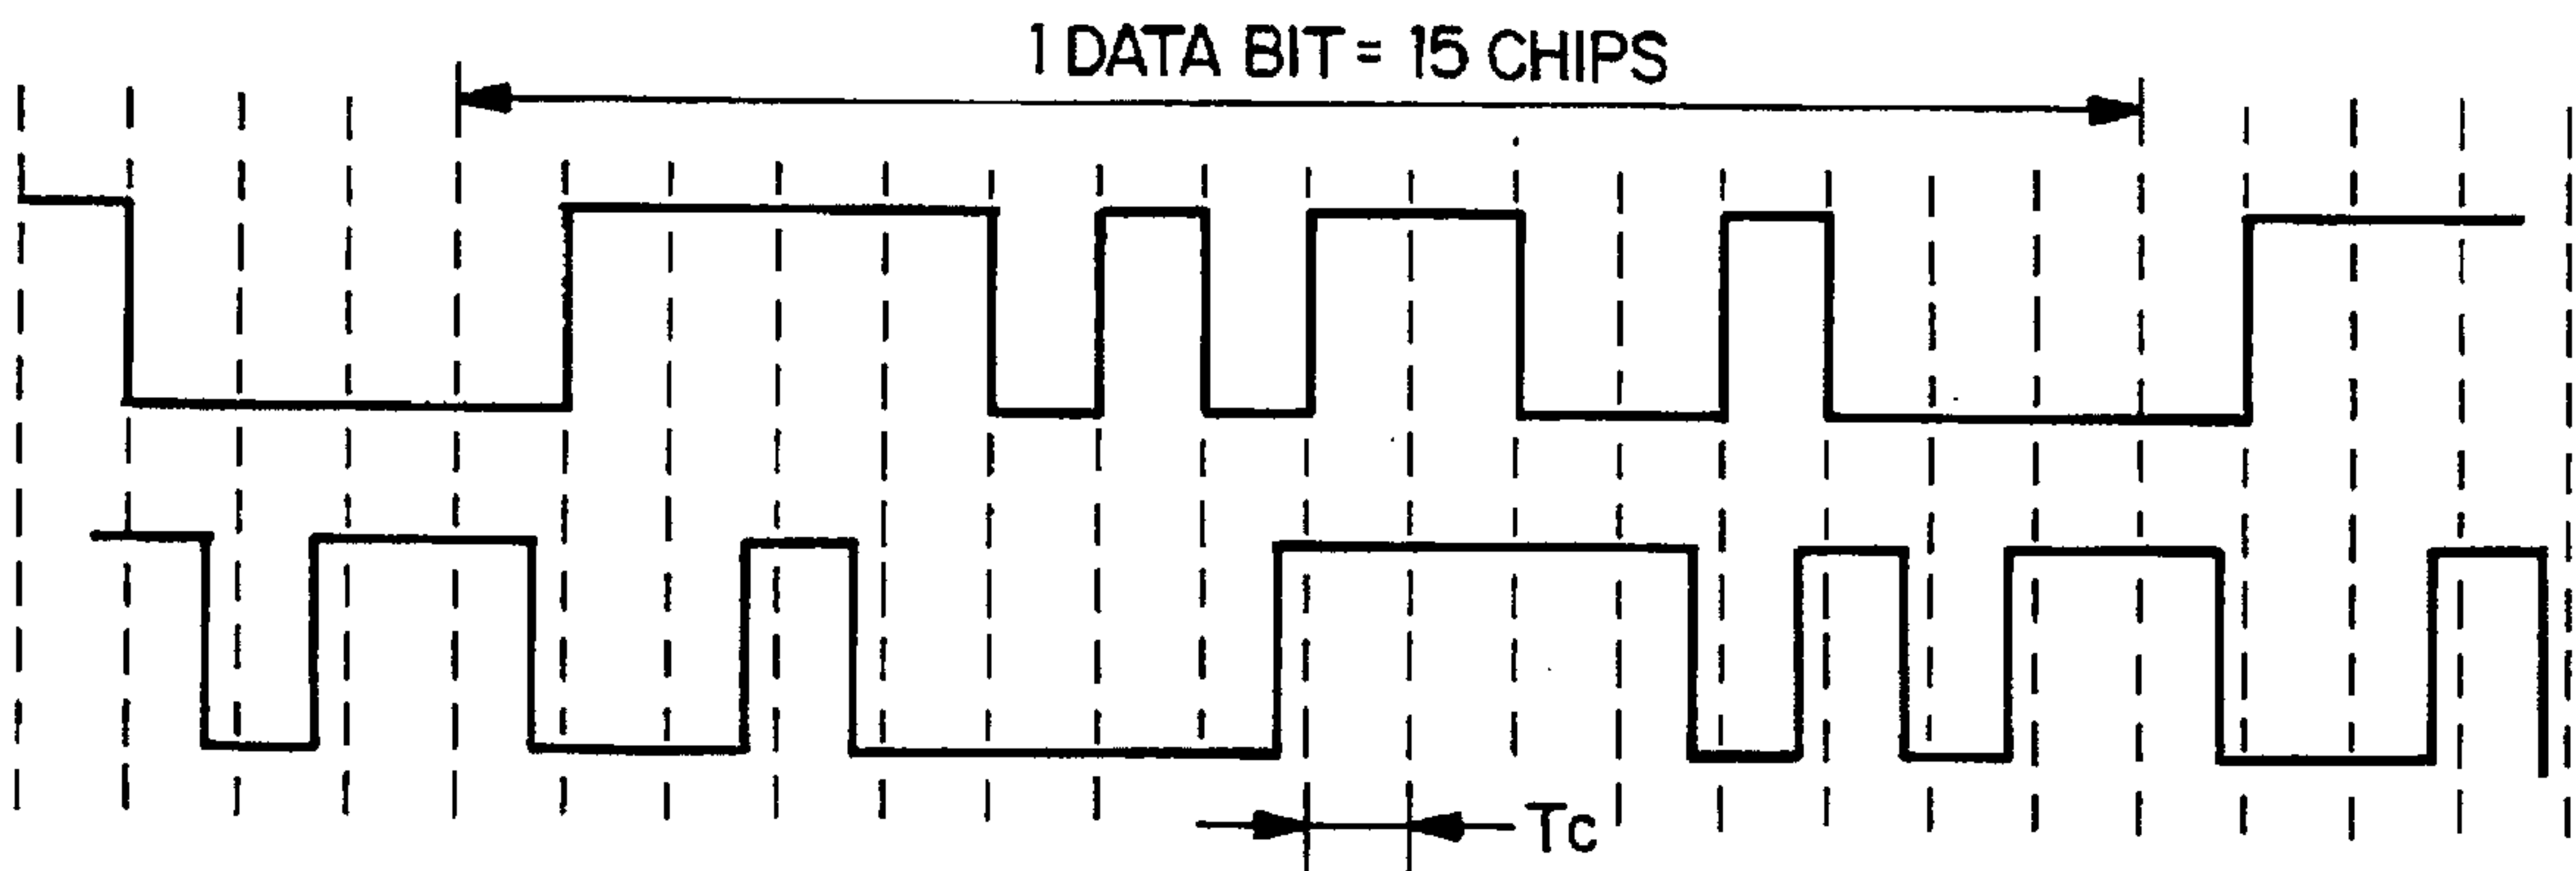 1 DATA BIT = 15 CHIPS
Tc